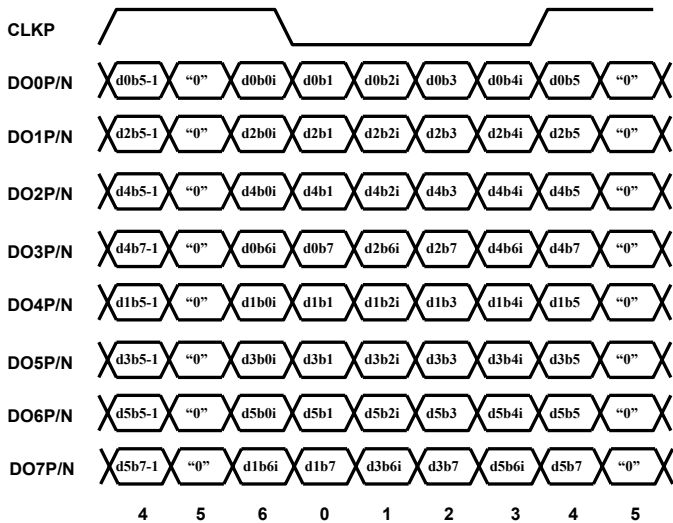 CLKP
DO0P/N d0b5-1 “0” d0b0i d0b1 d0b2i d0b3 d0b4i d0b5 “0”
DO1P/N d2b5-1 “0” d2b0i d2b1 d2b2i d2b3 d2b4i d2b5 “0”
DO2P/N d4b5-1 “0” d4b0i d4b1 d4b2i d4b3 d4b4i d4b5 “0”
DO3P/N d4b7-1 “0” d0b6i d0b7 d2b6i d2b7 d4b6i d4b7 “0”
DO4P/N d1b5-1 “0” d1b0i d1b1 d1b2i d1b3 d1b4i d1b5 “0”
DO5P/N d3b5-1 “0” d3b0i d3b1 d3b2i d3b3 d3b4i d3b5 “0”
DO6P/N d5b5-1 “0” d5b0i d5b1 d5b2i d5b3 d5b4i d5b5 “0”
DO7P/N d5b7-1 “0” d1b6i d1b7 d3b6i d3b7 d5b6i d5b7 “0”
4 5 6 0 1 2 3 4 5